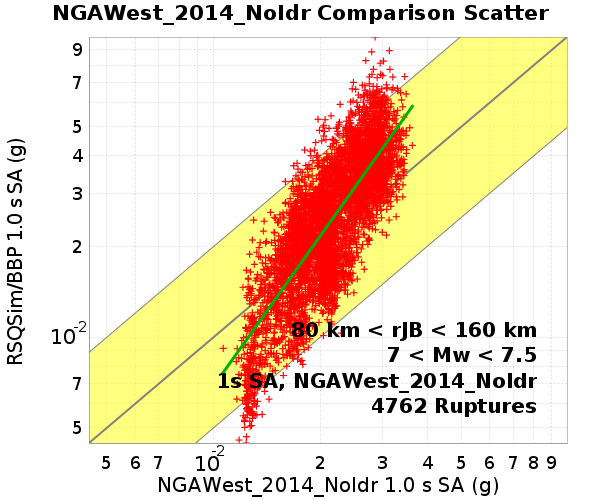 NGAWest_2014_NoIdr Comparison Scatter
RSQSim/BBP 1.0 s SA (g)
9
7
5
4
3
2
10-2
7
5
80 km < rJB < 160 km
7 < Mw < 7.5
1s SA, NGAWest_2014_NoIdr
4762 Ruptures
5 6 7 10-2 2 3 4 5 6 7 8 9
NGAWest_2014_NoIdr 1.0 s SA (g)